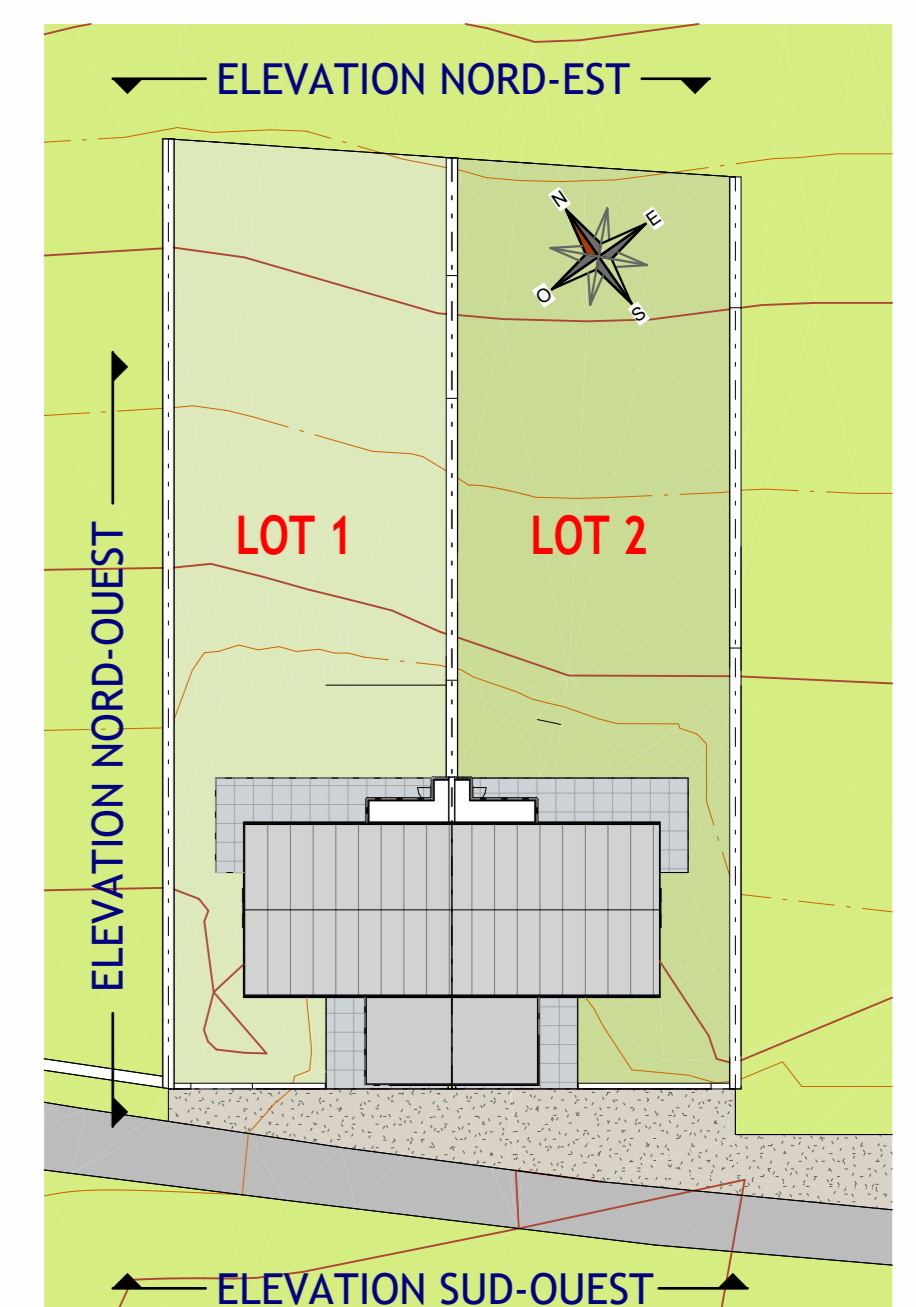 ELEVATION NORD-EST
N
E
O
S
LOT 1
LOT 2
ELEVATION NORD-OUEST
ELEVATION SUD-OUEST